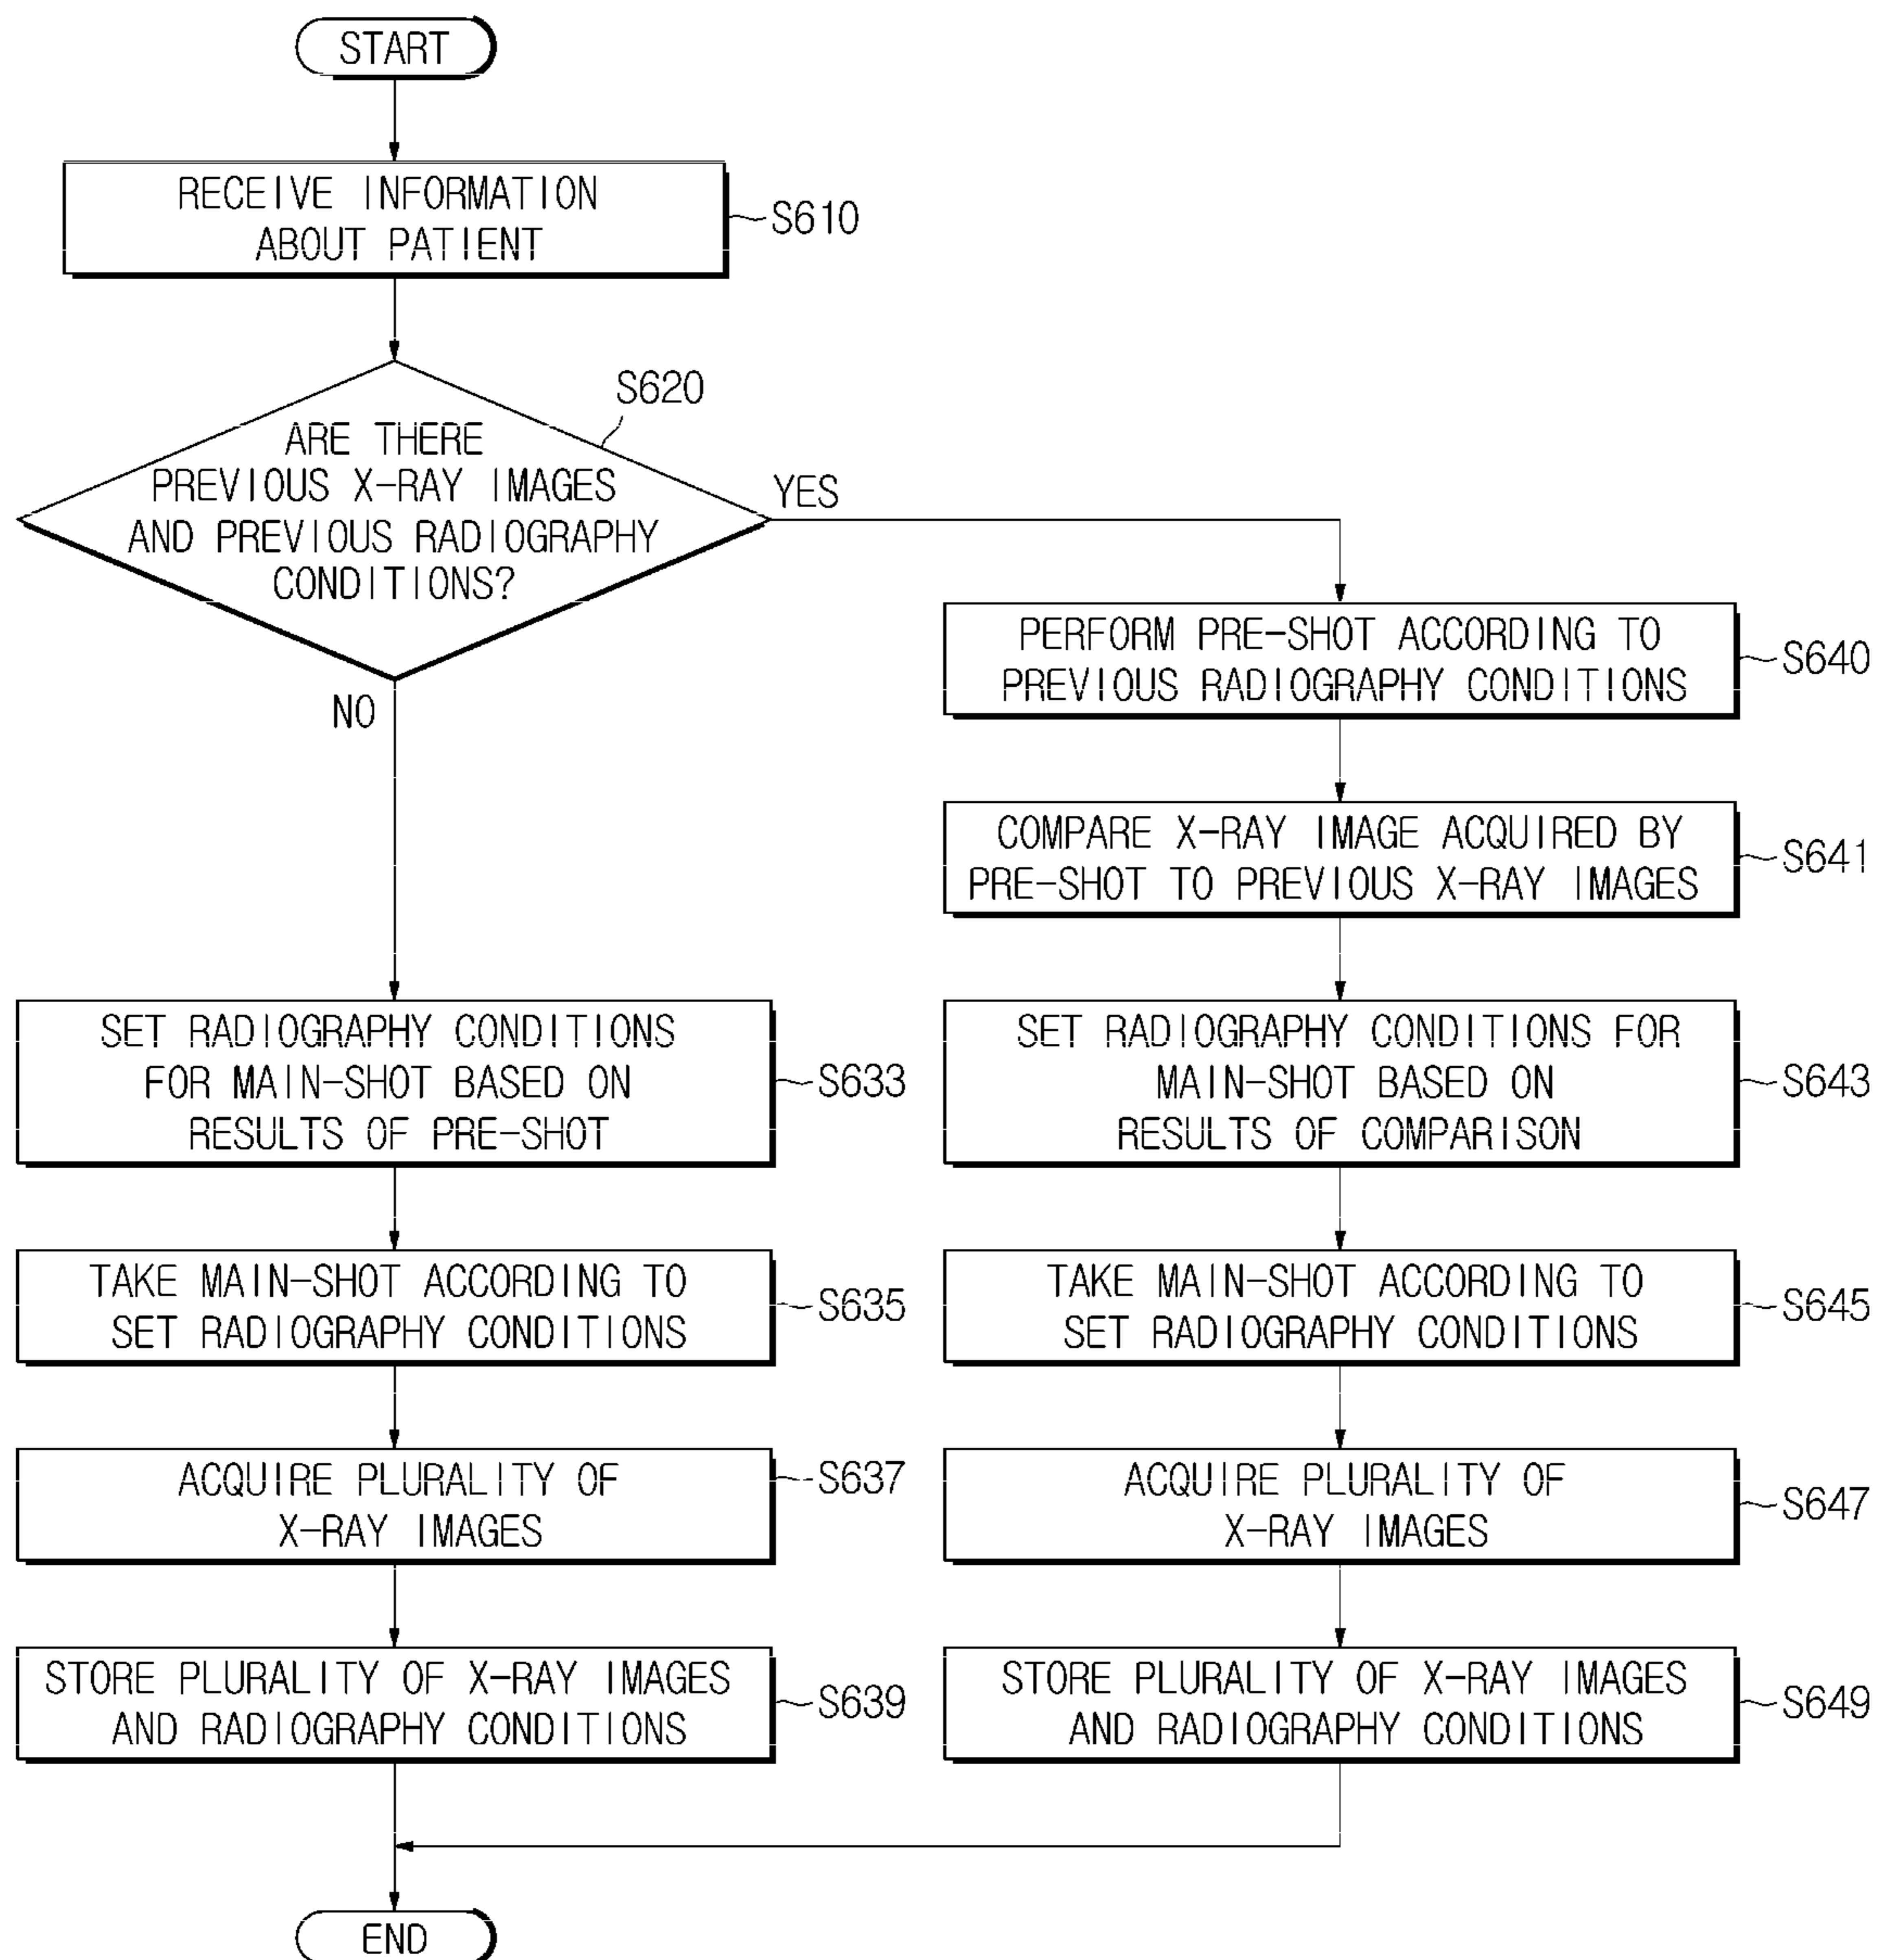 START
RECEIVE INFORMATION
ABOUT PATIENT
S610
S620
ARE THERE
PREVIOUS X-RAY IMAGES
AND PREVIOUS RADIOGRAPHY
CONDITIONS?
YES
NO
PERFORM PRE-SHOT ACCORDING TO
PREVIOUS RADIOGRAPHY CONDITIONS
S640
COMPARE X-RAY IMAGE ACQUIRED BY
PRE-SHOT TO PREVIOUS X-RAY IMAGES
S641
SET RADIOGRAPHY CONDITIONS
FOR MAIN-SHOT BASED ON
RESULTS OF PRE-SHOT
S633
SET RADIOGRAPHY CONDITIONS FOR
MAIN-SHOT BASED ON
RESULTS OF COMPARISON
S643
TAKE MAIN-SHOT ACCORDING TO
SET RADIOGRAPHY CONDITIONS
S635
TAKE MAIN-SHOT ACCORDING TO
SET RADIOGRAPHY CONDITIONS
S645
ACQUIRE PLURALITY OF
X-RAY IMAGES
S637
ACQUIRE PLURALITY OF
X-RAY IMAGES
S647
STORE PLURALITY OF X-RAY IMAGES
AND RADIOGRAPHY CONDITIONS
S639
STORE PLURALITY OF X-RAY IMAGES
AND RADIOGRAPHY CONDITIONS
S649
END